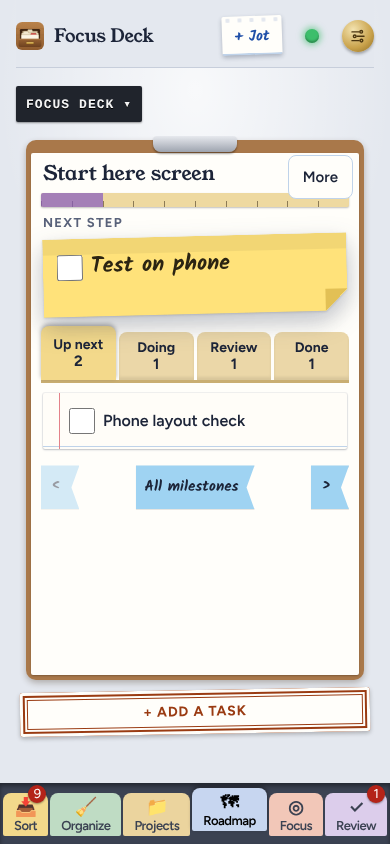 Focus Deck
+ Jot
FOCUS DECK ▾
Start here screen
More
NEXT STEP
Test on phone
Up next
2
Doing
1
Review
1
Done
1
Phone layout check
<
All milestones
>
+ ADD A TASK
9
Sort
Organize
Projects
Roadmap
Focus
1
Review